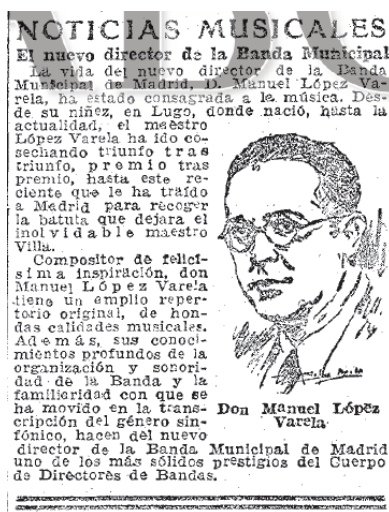 NOTICIAS MUSICALES
El nuevo director de la Banda Municipal
La vida del nuevo director de la Banda
Municipal de Madrid, D. Manuel López Va-
rela, ha estado consagrada a la música. Des-
de su niñez, en Lugo, donde nació, hasta la
actualidad, el maestro
López Varela ha ido co-
sechando triunfo tras
triunfo, premio tras
premio, hasta este re-
ciente que le ha traído
a Madrid para recoger
la batuta que dejara el
inolvidable maestro
Villa.
Compositor de felicí-
sima inspiración, don
Manuel López Varela
tiene un amplio reper-
torio original, de hon-
das calidades musicales.
Además, sus conoci-
mientos profundos de la
organización y sonori-
dad de la Banda y la
familiaridad con que se
ha movido en la trans-
cripción del género sin-
fónico, hacen del nuevo
director de la Banda Municipal de Madrid
uno de los más sólidos prestigios del Cuerpo
de Directores de Bandas.
Don Manuel López
Varela